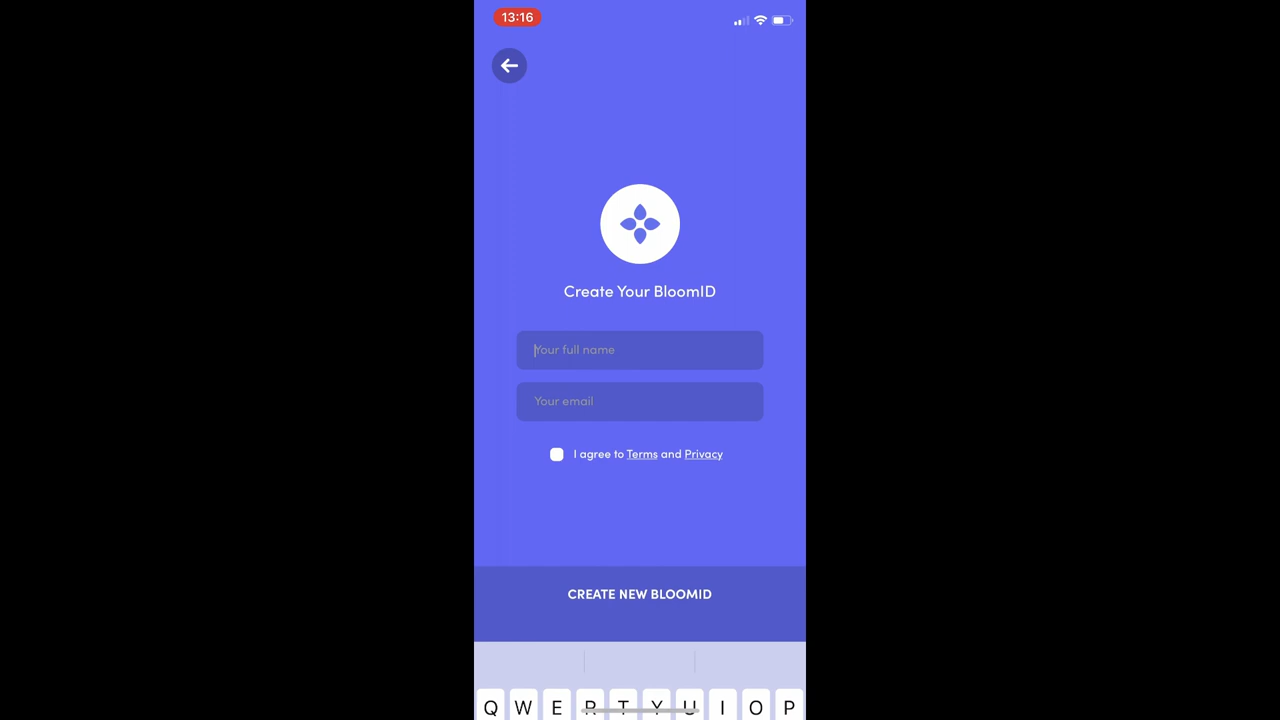 13:16
Create Your BloomID
Your full name
Your email
I agree to Terms and Privacy
CREATE NEW BLOOMID
Q W E R T Y U I O P